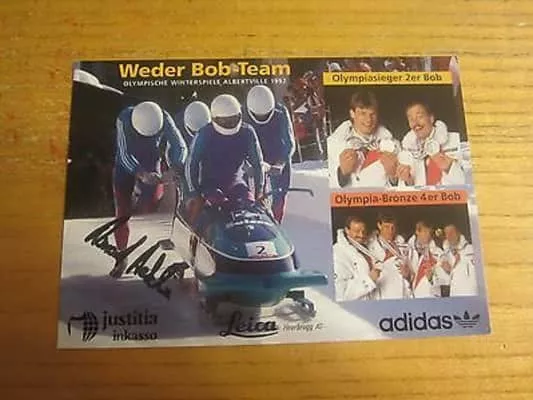 Weder Bob-Team
OLYMPISCHE WINTERSPIELE ALBERTVILLE 1992
Olympiasieger 2er Bob
Olympia-Bronze 4er Bob
2
justitia
inkasso
Leica Heerbrugg AG
adidas